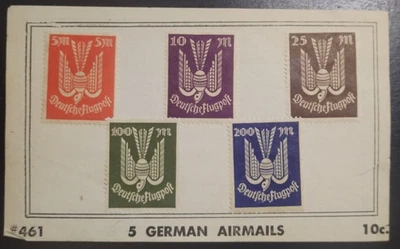 5M 5M
Deutsche Flugpost
10 M
Deutsche Flugpost
25 M
Deutsche Flugpost
100 M
Deutsche Flugpost
200 M
Deutsche Flugpost
#461 5 GERMAN AIRMAILS 10c.